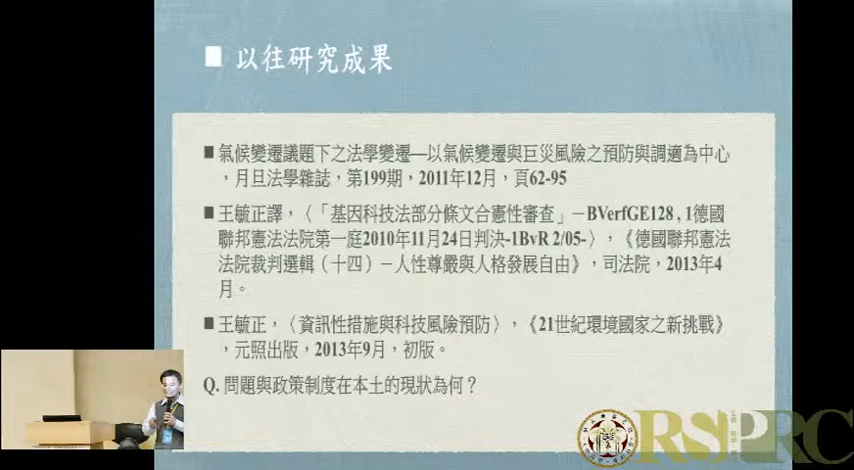 以往研究成果
氣候變遷議題下之法學變遷—以氣候變遷與巨災風險之預防與調適為中心
，月旦法學雜誌，第199期，2011年12月，頁62-95
王敏正譯，〈「基因科技法部分條文合憲性審查」－BVerfGE128 , 1德國
聯邦憲法法院第一庭2010年11月24日判決-1BvR 2/05-〉，《德國聯邦憲法
法院裁判選輯（十四）－人性尊嚴與人格發展自由》，司法院，2013年4
月。
王敏正，〈資訊性措施與科技風險預防〉，《21世紀環境國家之新挑戰》
，元照出版，2013年9月，初版。
Q. 問題與政策制度在本土的現狀為何？
RSPRC